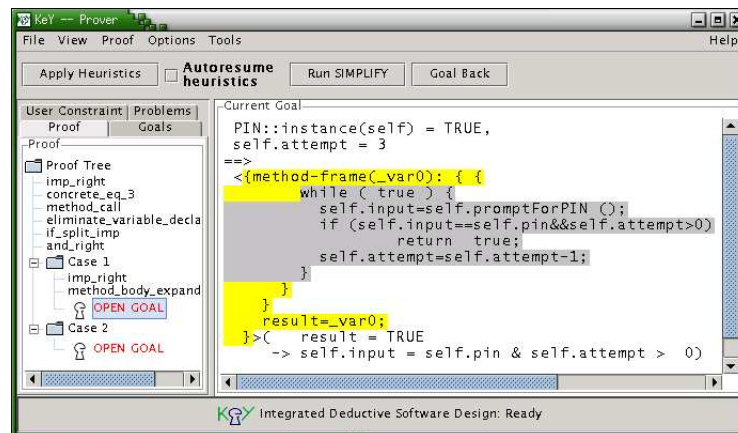 KeY -- Prover
File View Proof Options Tools Help
Apply Heuristics Autoresume heuristics Run SIMPLIFY Goal Back
User Constraint Problems
Proof Goals
Proof
Proof Tree
imp_right
concrete_eq_3
method_call
eliminate_variable_decla
if_split_imp
and_right
Case 1
imp_right
method_body_expand
OPEN GOAL
Case 2
OPEN GOAL
Current Goal
PIN::instance(self) = TRUE,
self.attempt = 3
==>
<{method-frame(_var0): { {
while ( true ) {
self.input=self.promptForPIN ();
if (self.input==self.pin&&self.attempt>0)
return true;
self.attempt=self.attempt-1;
}
}
}
result=_var0;
}>( result = TRUE
-> self.input = self.pin & self.attempt > 0)
KeY Integrated Deductive Software Design: Ready